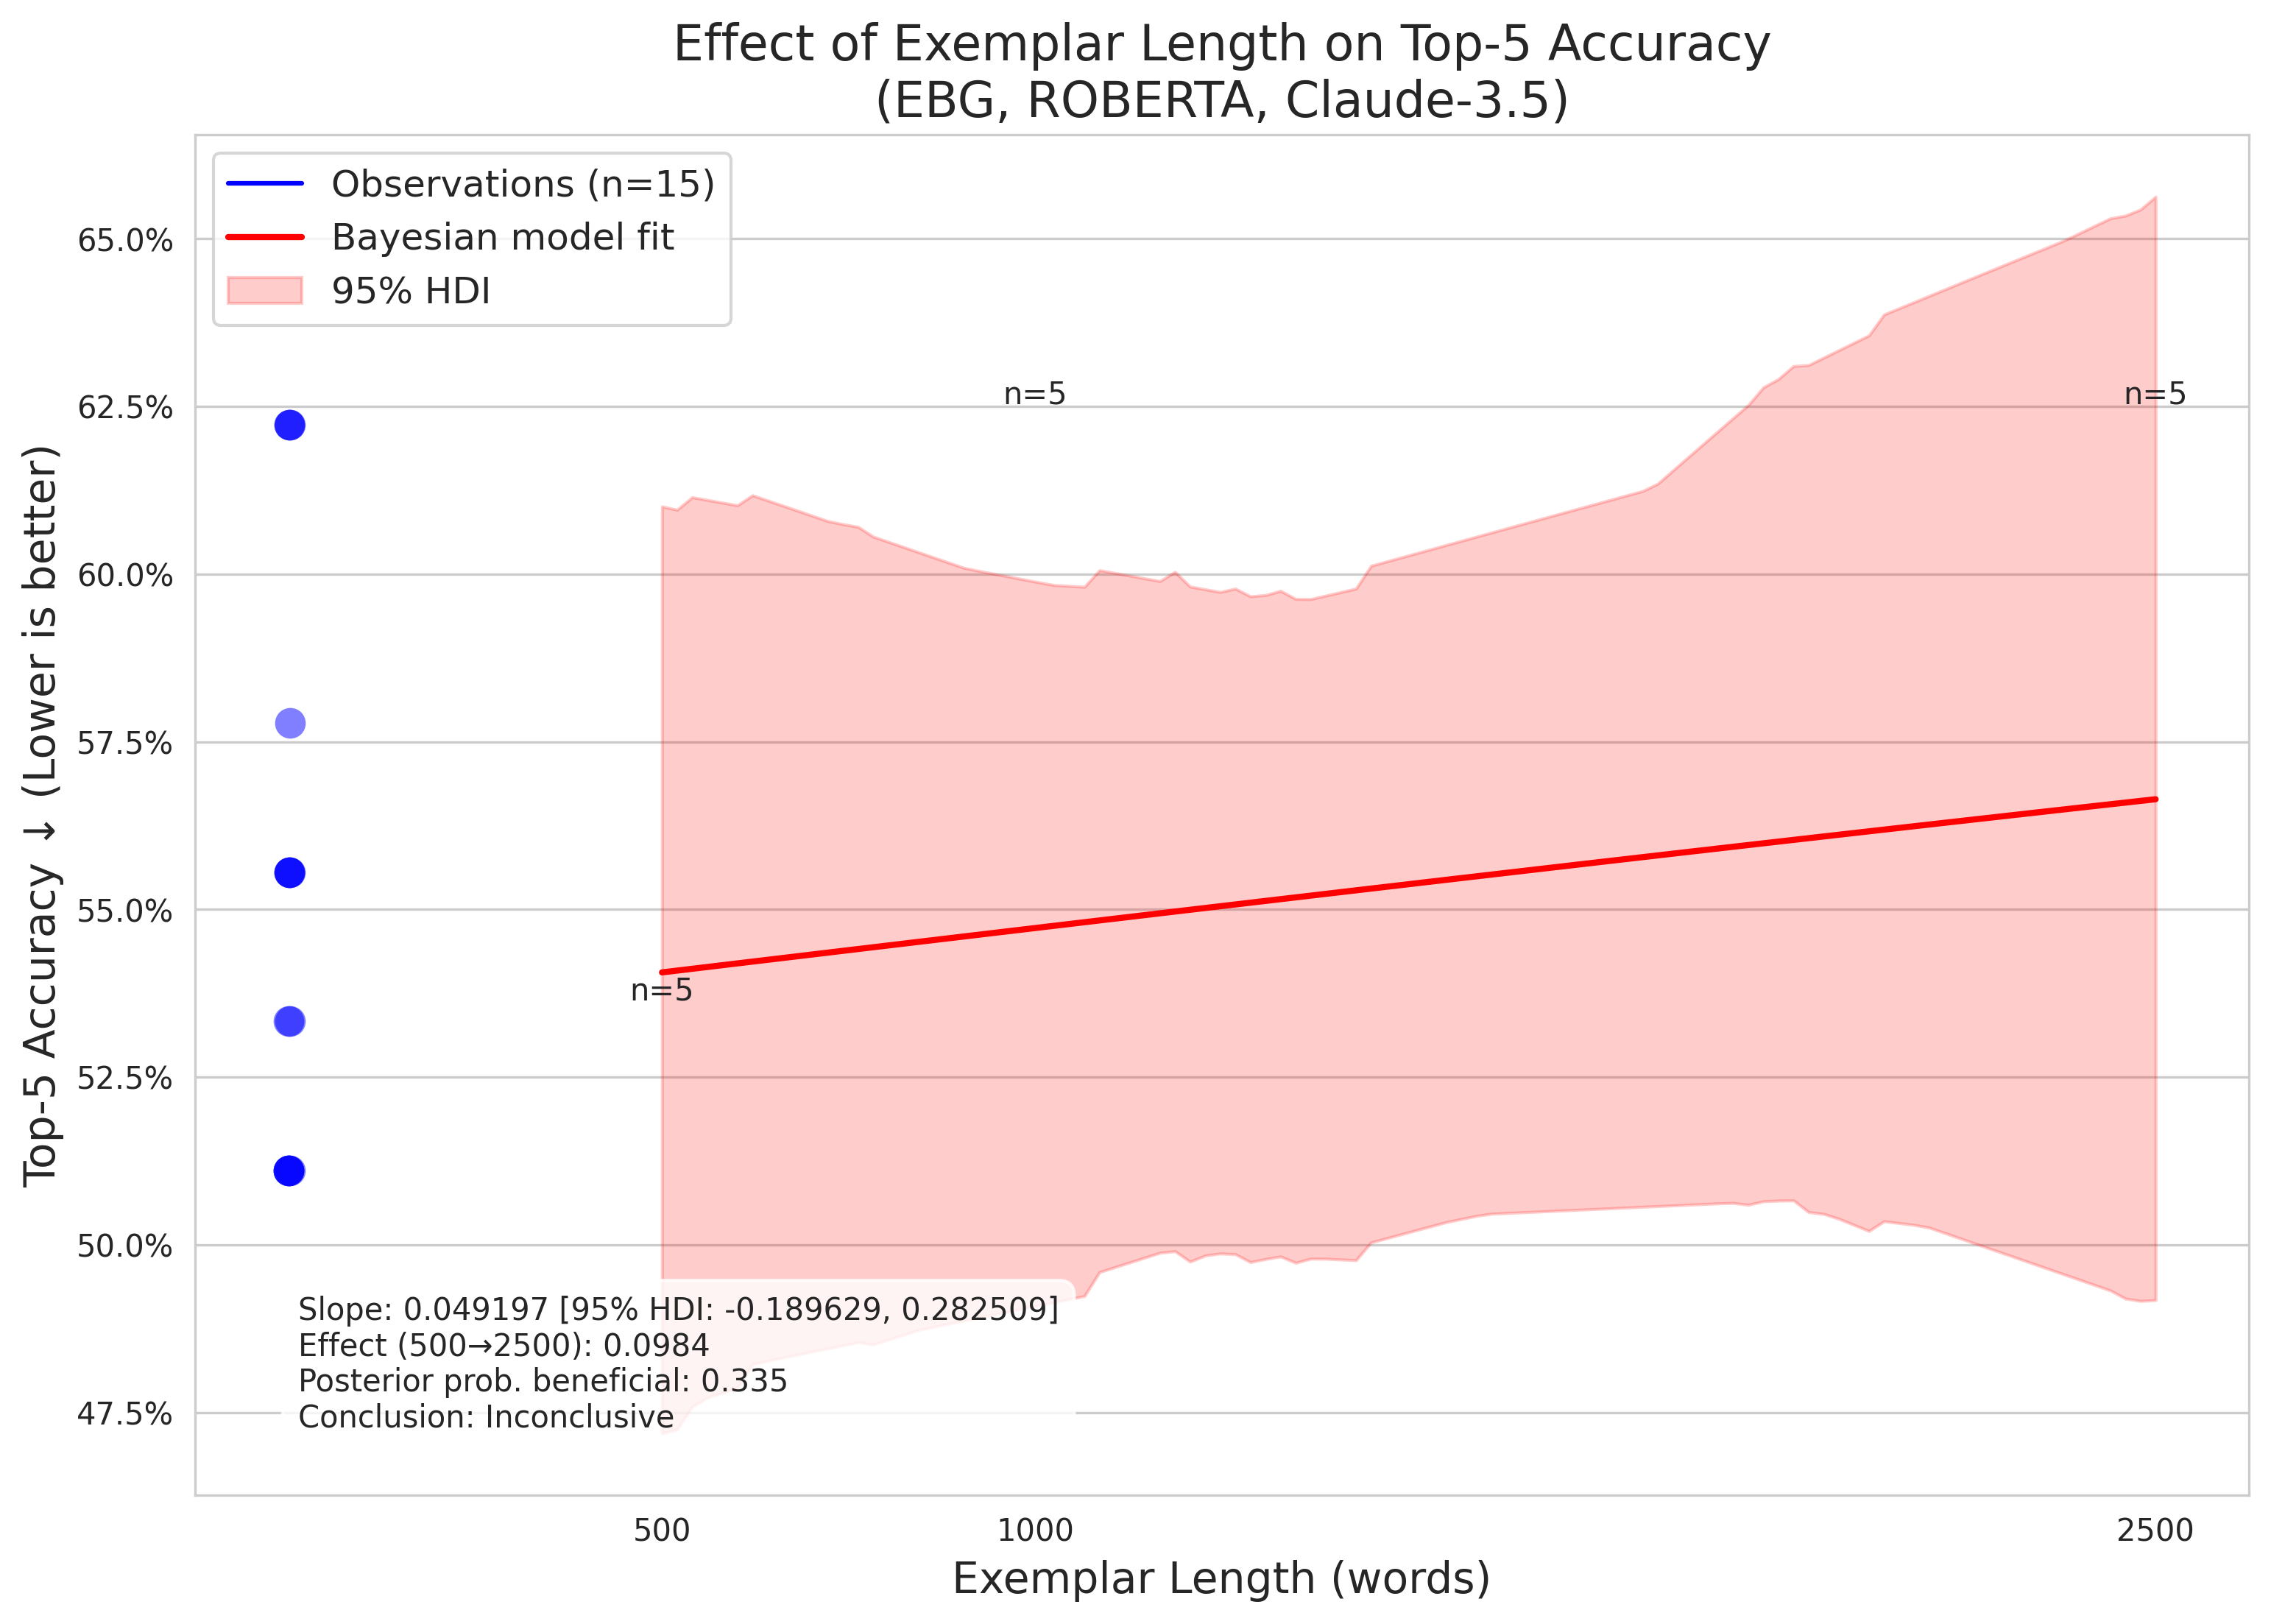 Effect of Exemplar Length on Top-5 Accuracy
(EBG, ROBERTA, Claude-3.5)
Observations (n=15)
Bayesian model fit
95% HDI
Top-5 Accuracy ↓ (Lower is better)
65.0%
62.5%
60.0%
57.5%
55.0%
52.5%
50.0%
47.5%
n=5
n=5
n=5
Slope: 0.049197 [95% HDI: -0.189629, 0.282509]
Effect (500→2500): 0.0984
Posterior prob. beneficial: 0.335
Conclusion: Inconclusive
500
1000
2500
Exemplar Length (words)